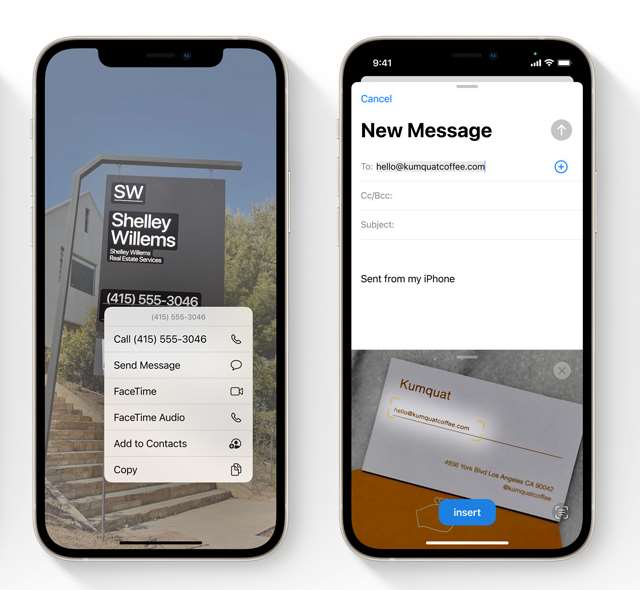 SW
Shelley
Willems
Shelley Willems
Real Estate Services
(415) 555-3046
(415) 555-3046
Call (415) 555-3046
Send Message
FaceTime
FaceTime Audio
Add to Contacts
Copy
9:41
Cancel
New Message
To: hello@kumquatcoffee.com
Cc/Bcc:
Subject:
Sent from my iPhone
Kumquat
hello@kumquatcoffee.com
4936 York Blvd Los Angeles CA 90042
@kumquatcoffee
insert